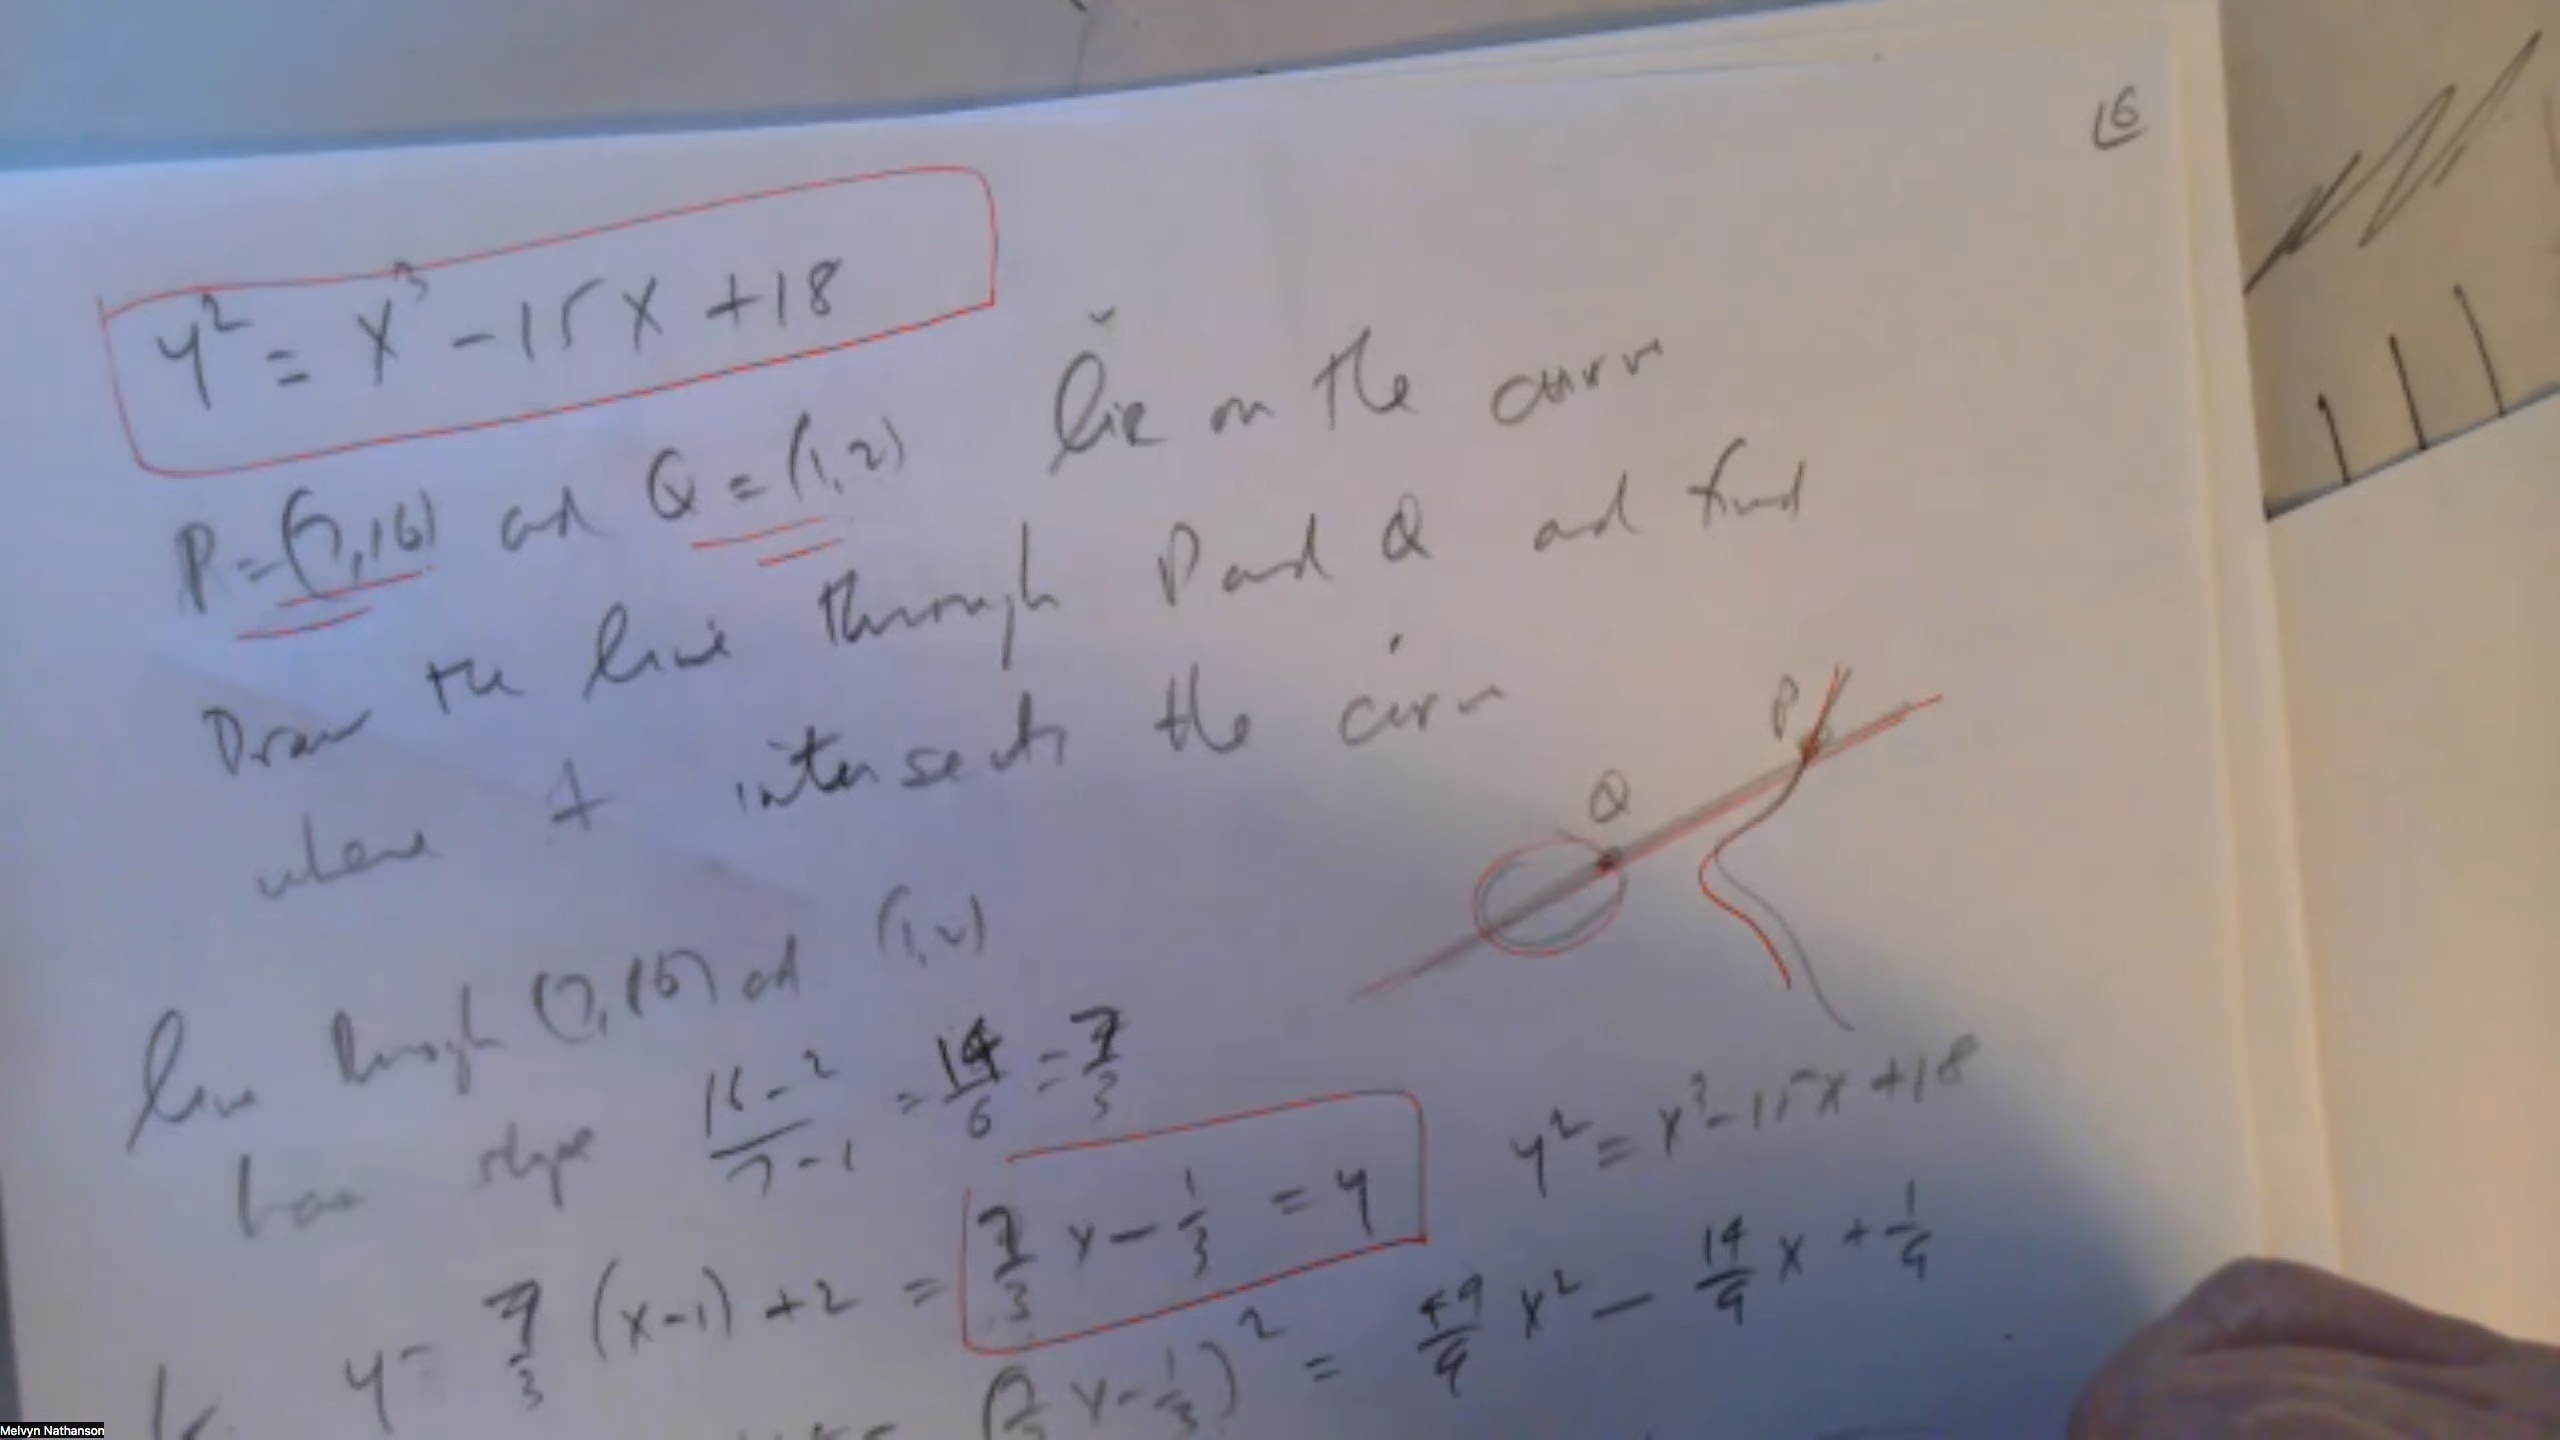 16
y² = x³ - 15x + 18
P = (7,16) and Q = (1,2) lie on the curve
Draw the line through P and Q and find
where it intersects the curve
P
Q
line through (7,16) and (1,2)
has slope 16-2/7-1 = 14/6 = 7/3
y² = x³ - 15x + 18
y = 7/3 (x-1) + 2 = 7/3 x - 1/3 = y
(7/3 x - 1/3)² = 49/9 x² - 14/9 x + 1/9
Melvyn Nathanson